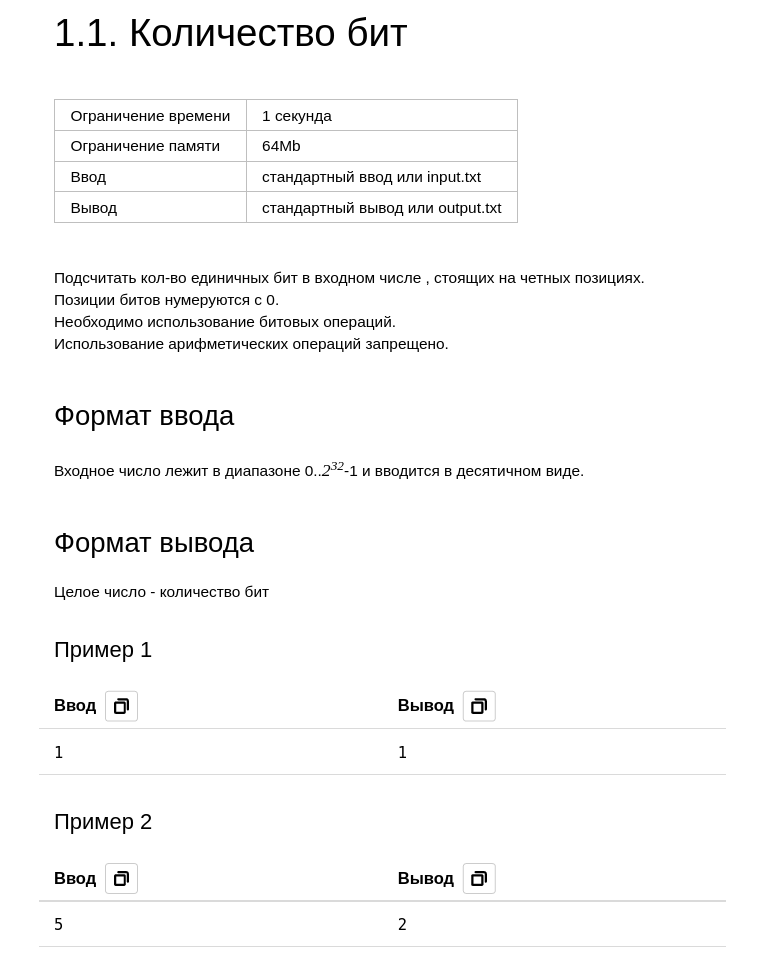 1.1. Количество бит
Ограничение времени 1 секунда
Ограничение памяти 64Mb
Ввод стандартный ввод или input.txt
Вывод стандартный вывод или output.txt
Подсчитать кол-во единичных бит в входном числе , стоящих на четных позициях.
Позиции битов нумеруются с 0.
Необходимо использование битовых операций.
Использование арифметических операций запрещено.
Формат ввода
Входное число лежит в диапазоне 0..2³²-1 и вводится в десятичном виде.
Формат вывода
Целое число - количество бит
Пример 1
Ввод Вывод
1 1
Пример 2
Ввод Вывод
5 2